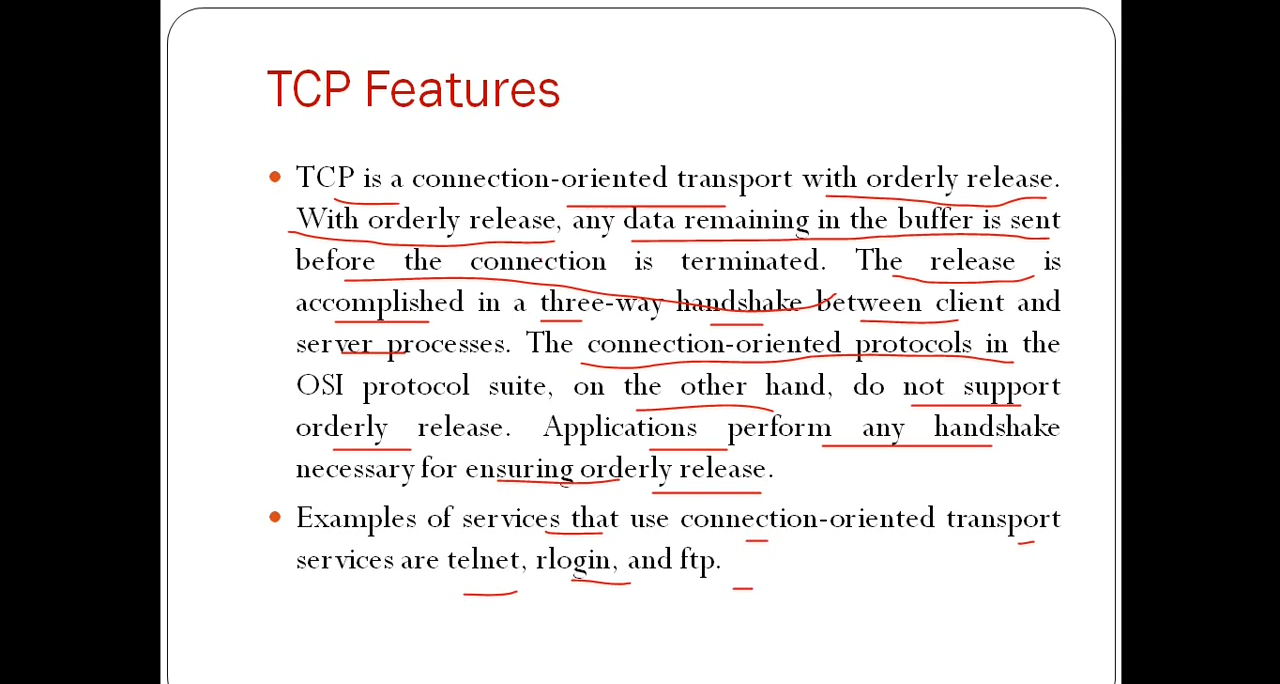 TCP Features
• TCP is a connection-oriented transport with orderly release.
With orderly release, any data remaining in the buffer is sent
before the connection is terminated. The release is
accomplished in a three-way handshake between client and
server processes. The connection-oriented protocols in the
OSI protocol suite, on the other hand, do not support
orderly release. Applications perform any handshake
necessary for ensuring orderly release.
• Examples of services that use connection-oriented transport
services are telnet, rlogin, and ftp.